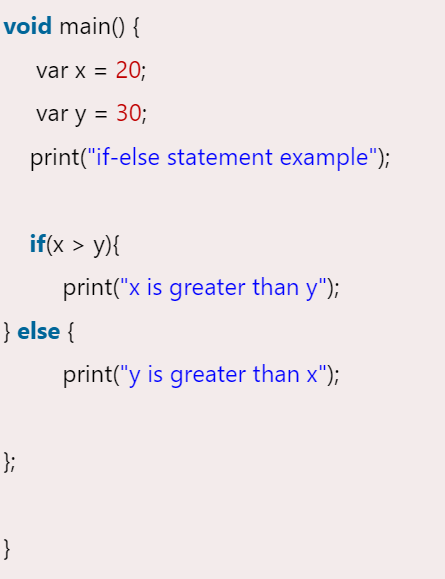 void main() {
var x = 20;
var y = 30;
print("if-else statement example");
if(x > y){
print("x is greater than y");
} else {
print("y is greater than x");
};
}